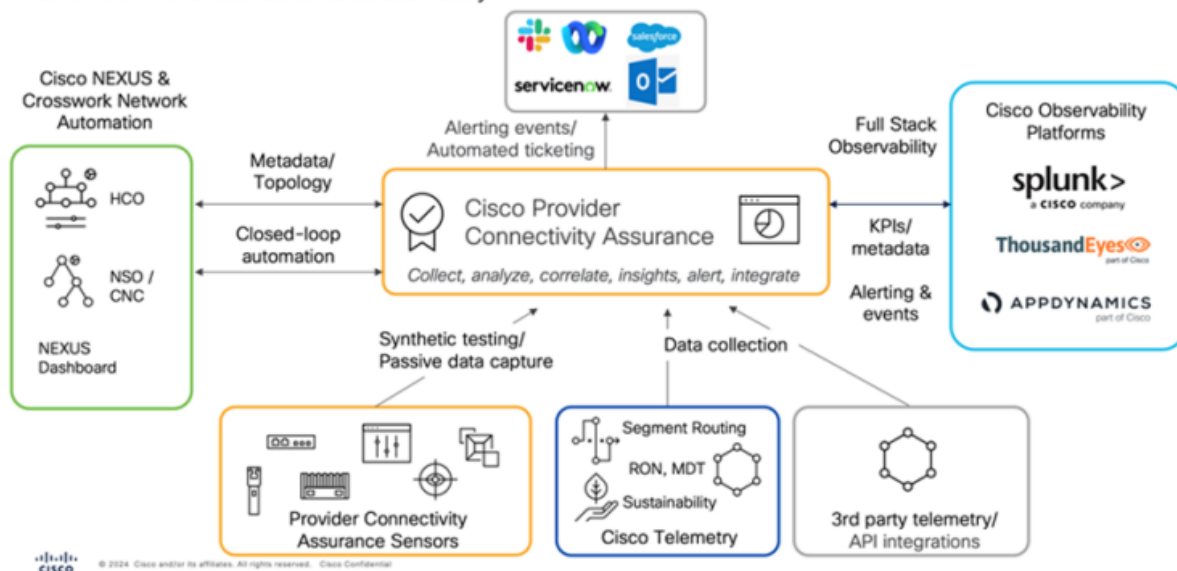 salesforce
servicenow
Cisco NEXUS &
Crosswork Network
Automation
HCO
NSO /
CNC
NEXUS
Dashboard
Metadata/
Topology
Closed-loop
automation
Alerting events/
Automated ticketing
Cisco Provider
Connectivity Assurance
Collect, analyze, correlate, insights, alert, integrate
Full Stack
Observability
KPIs/
metadata
Alerting &
events
Cisco Observability
Platforms
splunk>
a CISCO company
ThousandEyes
part of Cisco
APPDYNAMICS
part of Cisco
Synthetic testing/
Passive data capture
Data collection
Provider Connectivity
Assurance Sensors
Segment Routing
RON, MDT
Sustainability
Cisco Telemetry
3rd party telemetry/
API integrations
CISCO
© 2024 Cisco and/or its affiliates. All rights reserved. Cisco Confidential